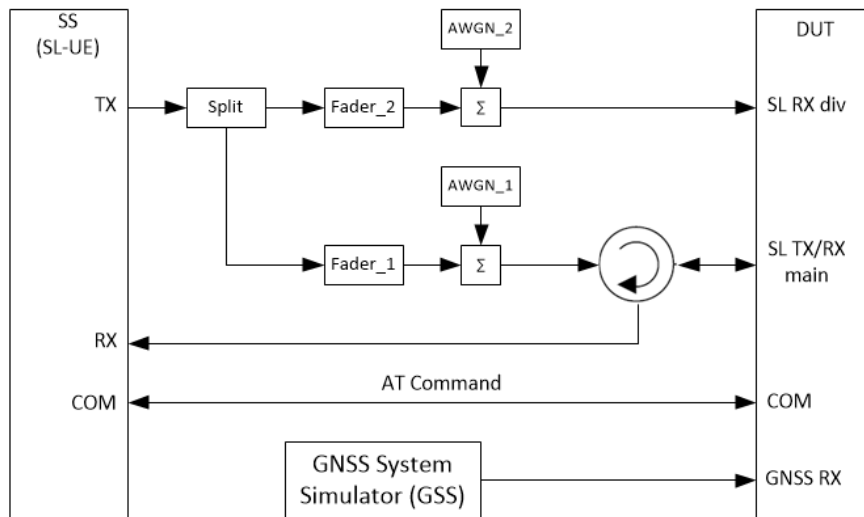 SS
(SL-UE)
DUT
AWGN_2
TX
Split
Fader_2
Σ
SL RX div
AWGN_1
Fader_1
Σ
SL TX/RX
main
RX
AT Command
COM
COM
GNSS System
Simulator (GSS)
GNSS RX